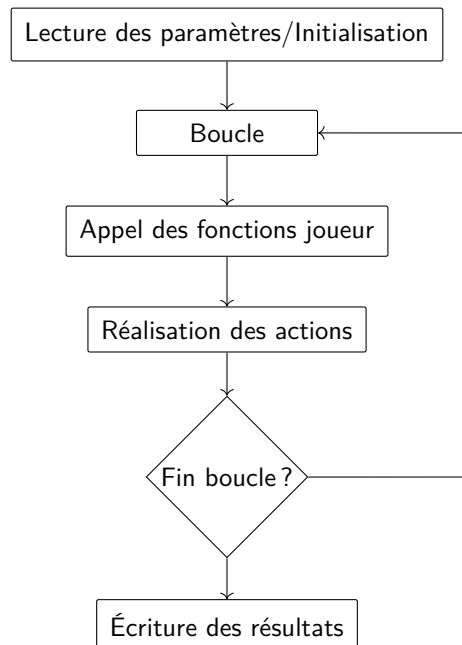 Lecture des paramètres/Initialisation
Boucle
Appel des fonctions joueur
Réalisation des actions
Fin boucle ?
Écriture des résultats